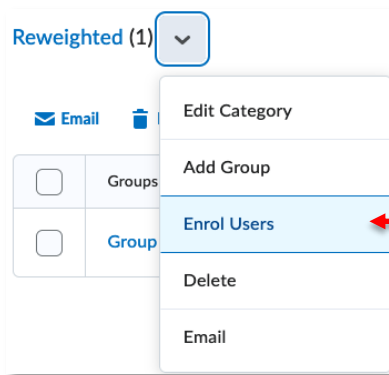 Reweighted (1)
Edit Category
Email
Add Group
Groups
Enrol Users
Group
Delete
Email